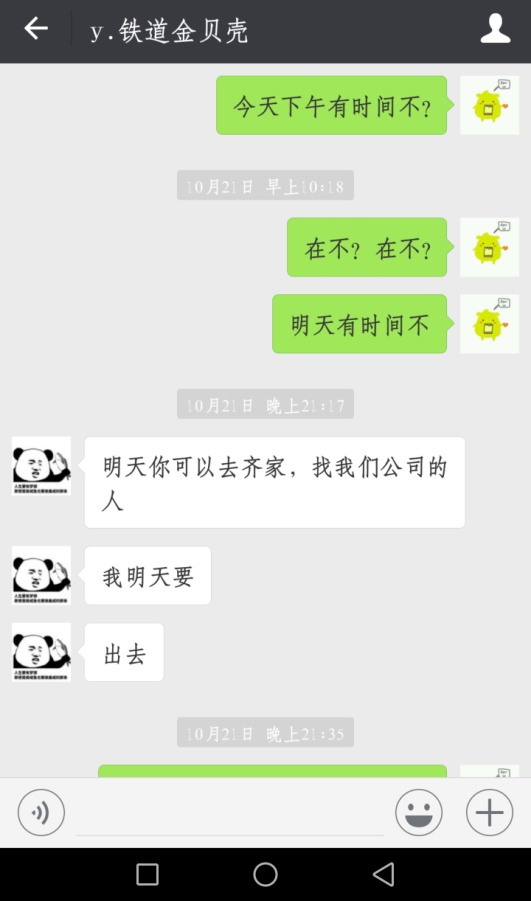 y.铁道金贝壳
今天下午有时间不?
10月21日 早上10:18
在不? 在不?
明天有时间不
10月21日 晚上21:17
明天你可以去齐家, 找我们公司的
人
我明天要
出去
10月21日 晚上21:35